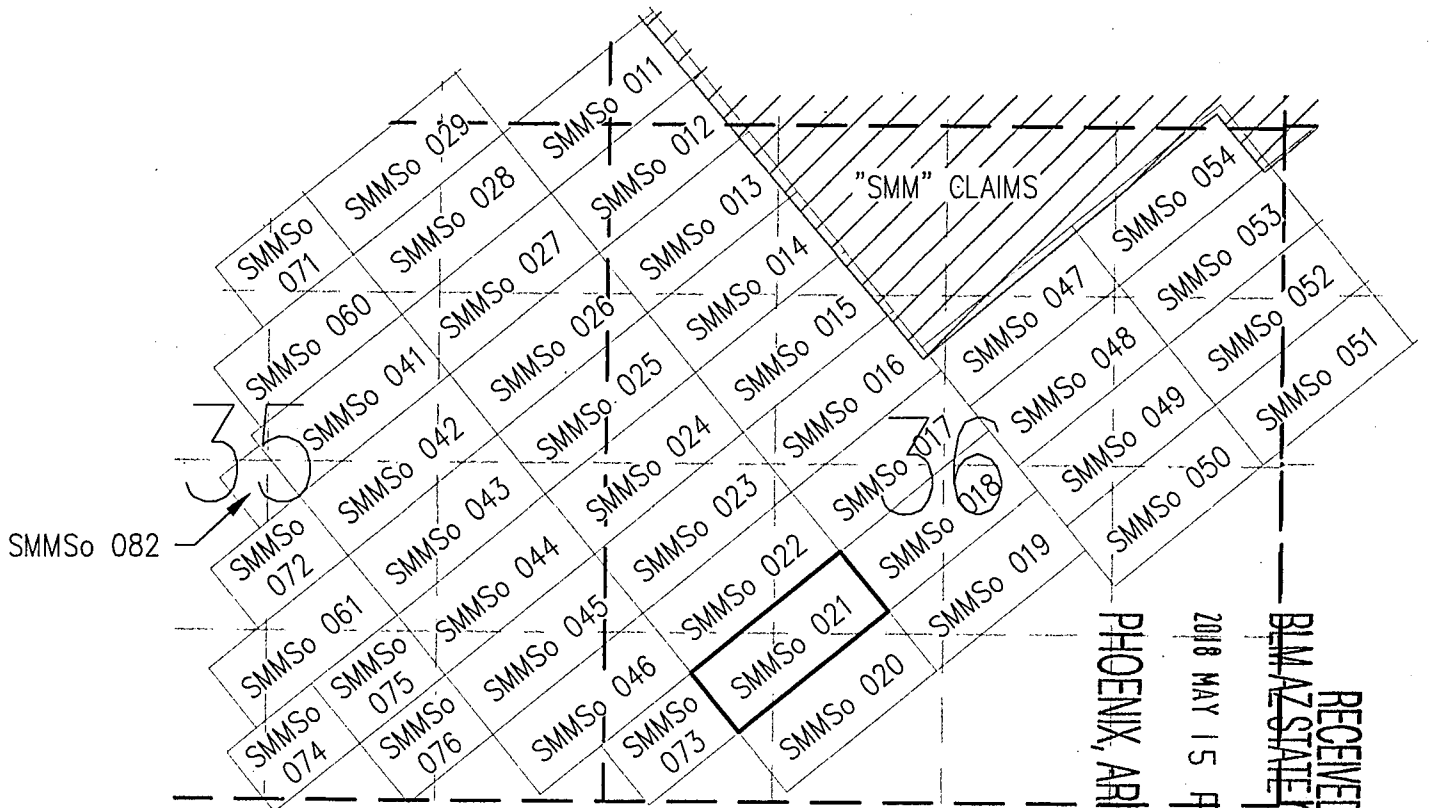 SMMSo 011
SMMSo 029
SMMSo 012
SMMSo 028
SMMSo 013
"SMM" CLAIMS
SMMSo 054
SMMSo
071
SMMSo 027
SMMSo 014
SMMSo 053
SMMSo 060
SMMSo 026
SMMSo 015
SMMSo 047
SMMSo 052
SMMSo 041
SMMSo 025
SMMSo 016
SMMSo 048
SMMSo 051
35
SMMSo 042
SMMSo 024
SMMSo 017
36
SMMSo 049
SMMSo 082
SMMSo
072
SMMSo 043
SMMSo 023
SMMSo 018
SMMSo 050
SMMSo 061
SMMSo 044
SMMSo 022
SMMSo 019
SMMSo
075
SMMSo 045
SMMSo 021
SMMSo
074
SMMSo
076
SMMSo 046
SMMSo
073
SMMSo 020
BLM AZ STATE
2018 MAY 15
PHOENIX,